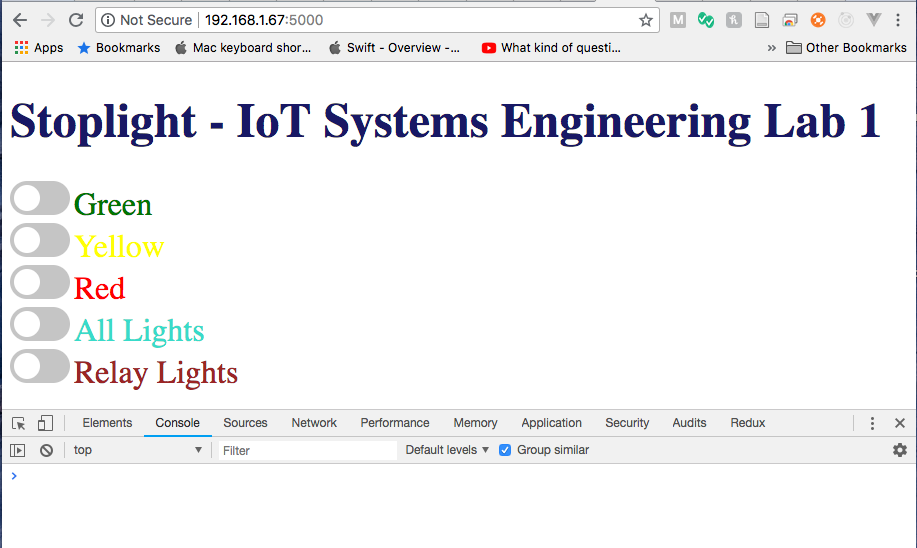 Not Secure 192.168.1.67:5000
Apps Bookmarks Mac keyboard shor... Swift - Overview -... What kind of questi... » Other Bookmarks
Stoplight - IoT Systems Engineering Lab 1
Green
Yellow
Red
All Lights
Relay Lights
Elements Console Sources Network Performance Memory Application Security Audits Redux
top Filter Default levels Group similar